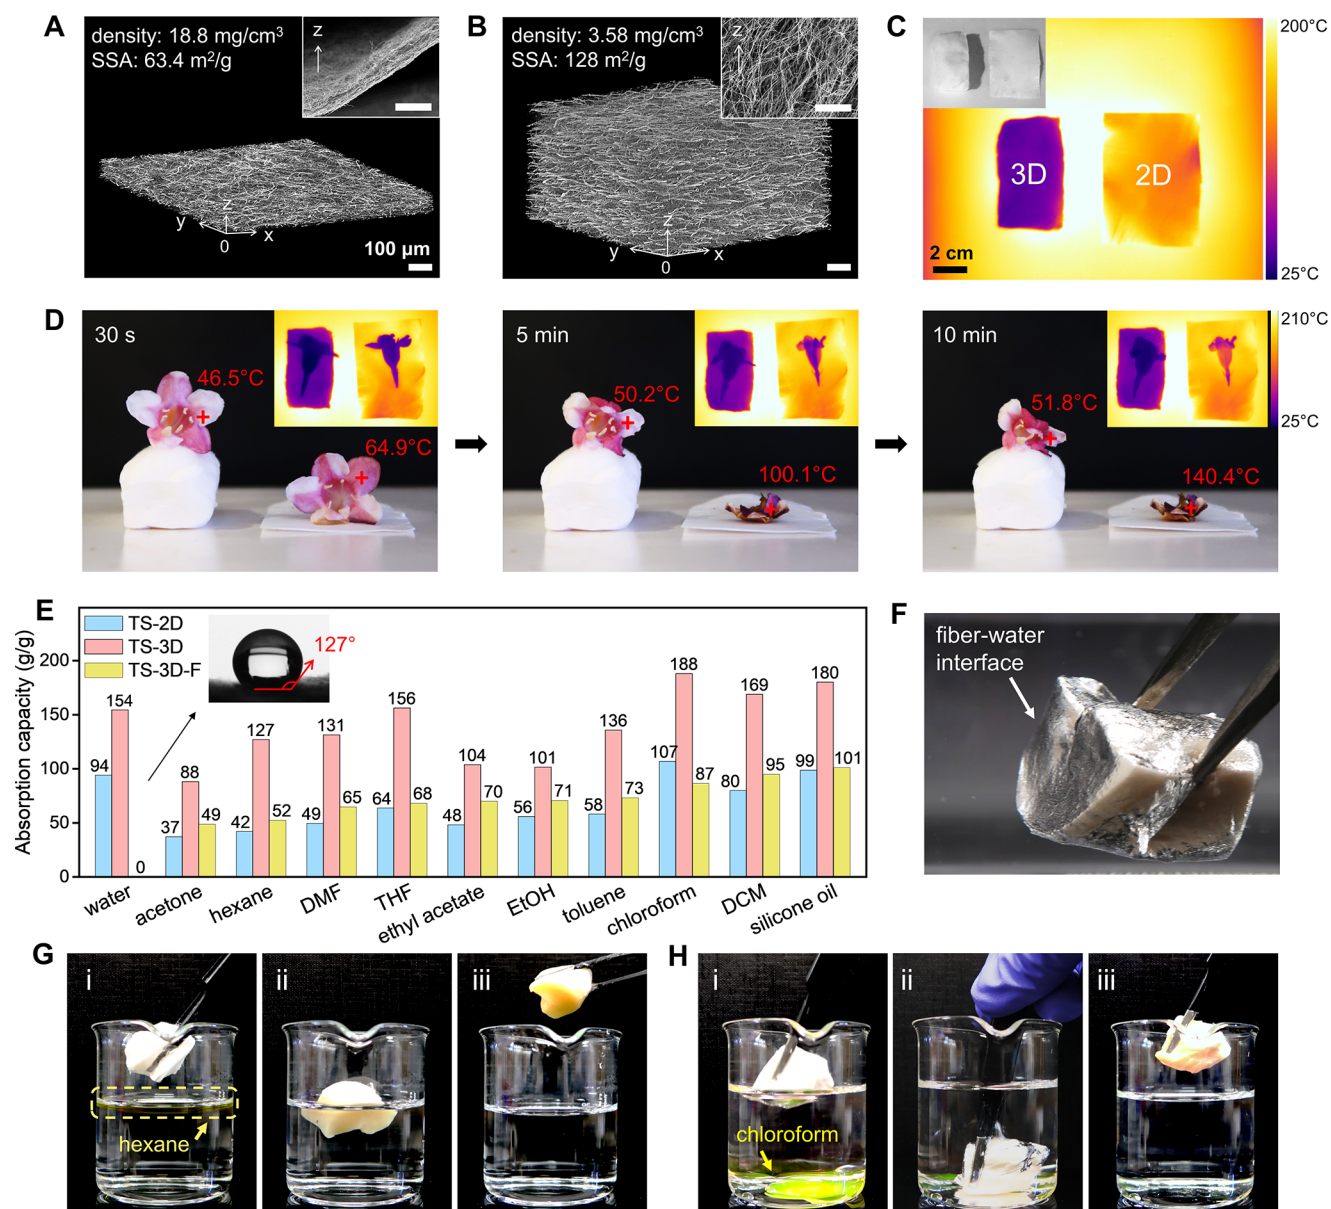 A
density: 18.8 mg/cm³
SSA: 63.4 m²/g
z
z
y
x
0
100 µm
B
density: 3.58 mg/cm³
SSA: 128 m²/g
z
z
y
x
0
C
3D
2D
2 cm
200°C
25°C
D
30 s
46.5°C
64.9°C
5 min
50.2°C
100.1°C
10 min
51.8°C
140.4°C
210°C
25°C
E
Absorption capacity (g/g)
200
150
100
50
0
TS-2D
TS-3D
TS-3D-F
127°
94
154
0
37
88
49
42
127
52
49
131
65
64
156
68
48
104
70
56
101
71
58
136
73
107
188
87
80
169
95
99
180
101
water
acetone
hexane
DMF
THF
ethyl acetate
EtOH
toluene
chloroform
DCM
silicone oil
F
fiber-water
interface
G
i
hexane
ii
iii
H
i
chloroform
ii
iii